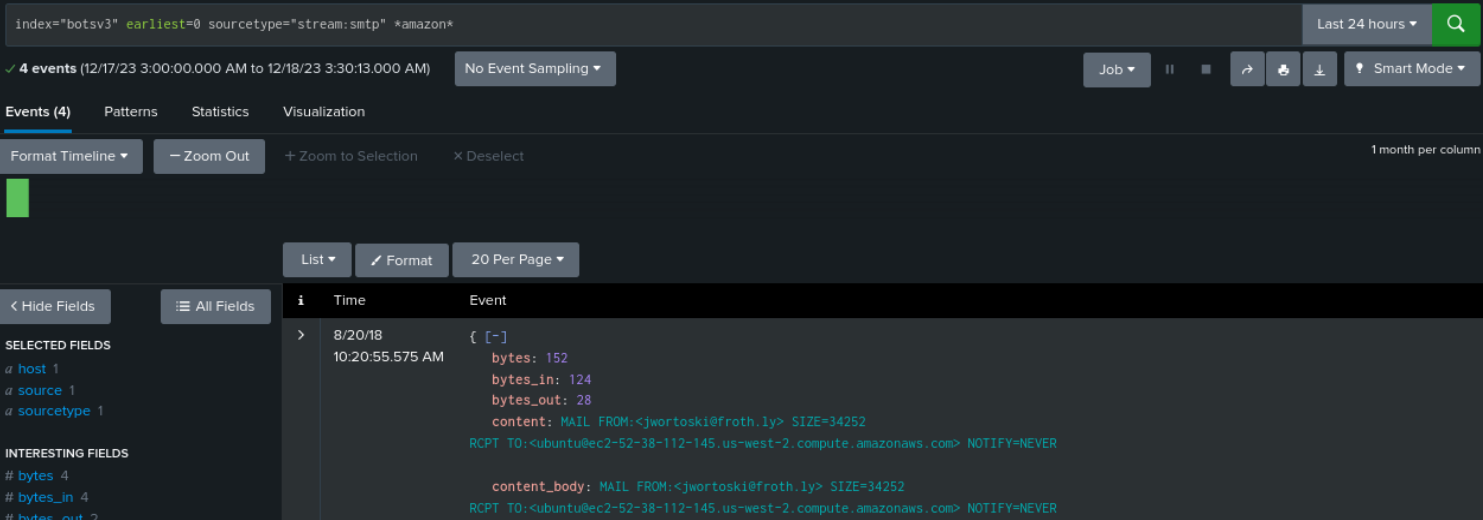 index="botsv3" earliest=0 sourcetype="stream:smtp" *amazon*
Last 24 hours
4 events (12/17/23 3:00:00.000 AM to 12/18/23 3:30:13.000 AM)
No Event Sampling
Job
Smart Mode
Events (4)
Patterns
Statistics
Visualization
Format Timeline
— Zoom Out
+ Zoom to Selection
× Deselect
1 month per column
List
Format
20 Per Page
< Hide Fields
All Fields
i
Time
Event
SELECTED FIELDS
a host 1
a source 1
a sourcetype 1
INTERESTING FIELDS
# bytes 4
# bytes_in 4
# bytes_out 2
>
8/20/18
10:20:55.575 AM
{ [-]
bytes: 152
bytes_in: 124
bytes_out: 28
content: MAIL FROM:<jwortoski@froth.ly> SIZE=34252
RCPT TO:<ubuntu@ec2-52-38-112-145.us-west-2.compute.amazonaws.com> NOTIFY=NEVER
content_body: MAIL FROM:<jwortoski@froth.ly> SIZE=34252
RCPT TO:<ubuntu@ec2-52-38-112-145.us-west-2.compute.amazonaws.com> NOTIFY=NEVER